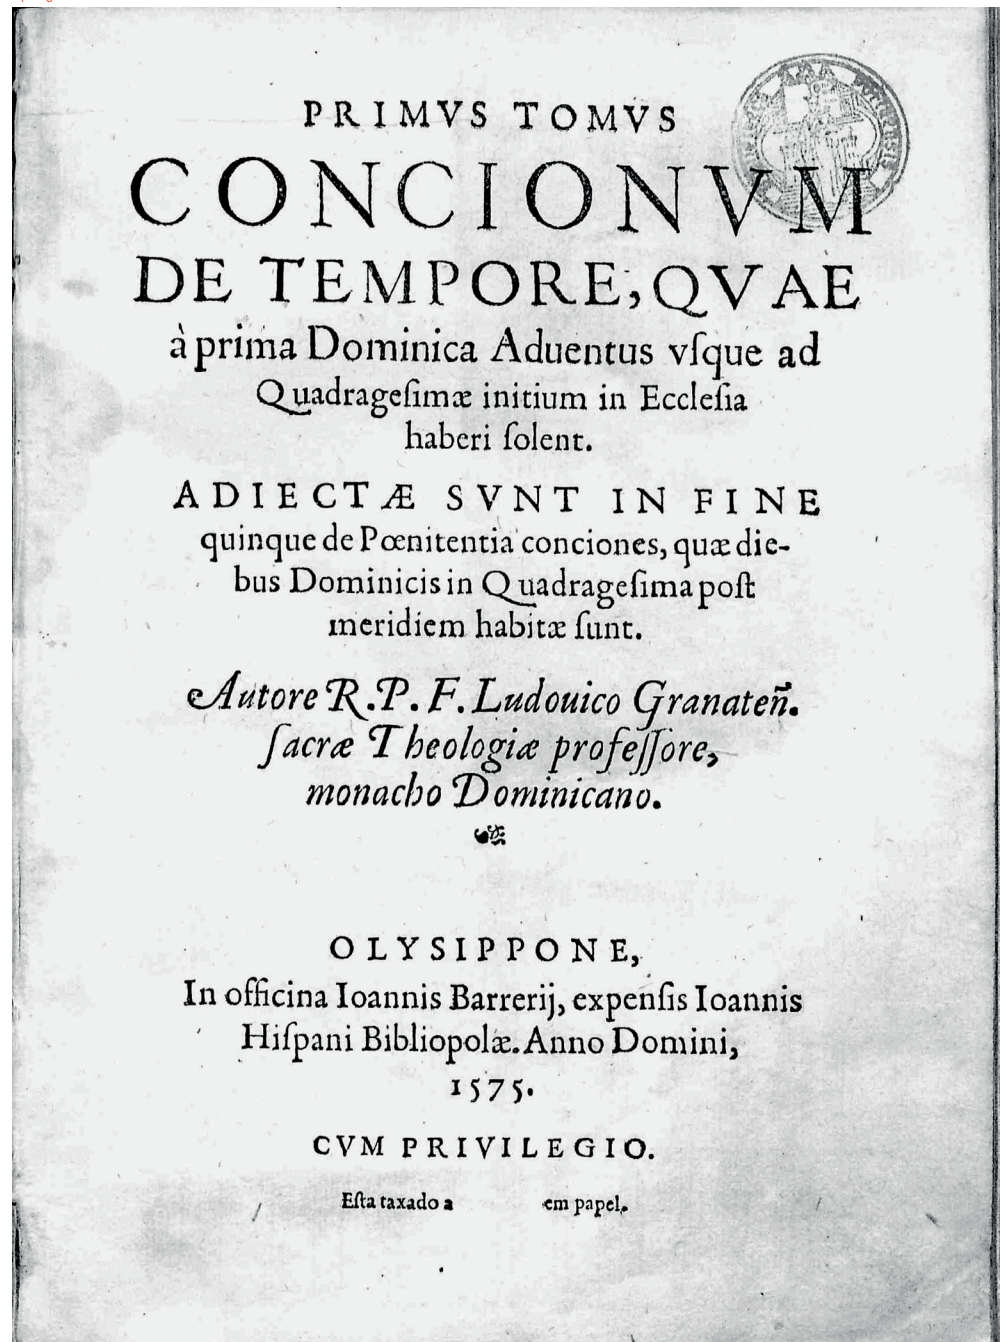 PRIMVS TOMVS
CONCIONVM
DE TEMPORE, QVAE
à prima Dominica Aduentus vſque ad
Quadrageſimæ initium in Eccleſia
haberi ſolent.
ADIECTÆ SVNT IN FINE
quinque de Pœnitentia conciones, quæ die-
bus Dominicis in Quadrageſima poſt
meridiem habitæ ſunt.
Autore R.P. F. Ludouico Granateñ.
ſacræ Theologiæ profeſſore,
monacho Dominicano.
OLYSIPPONE,
In officina Ioannis Barrerij, expenſis Ioannis
Hiſpani Bibliopolæ. Anno Domini,
1575.
CVM PRIVILEGIO.
Eſta taxado a em papel.